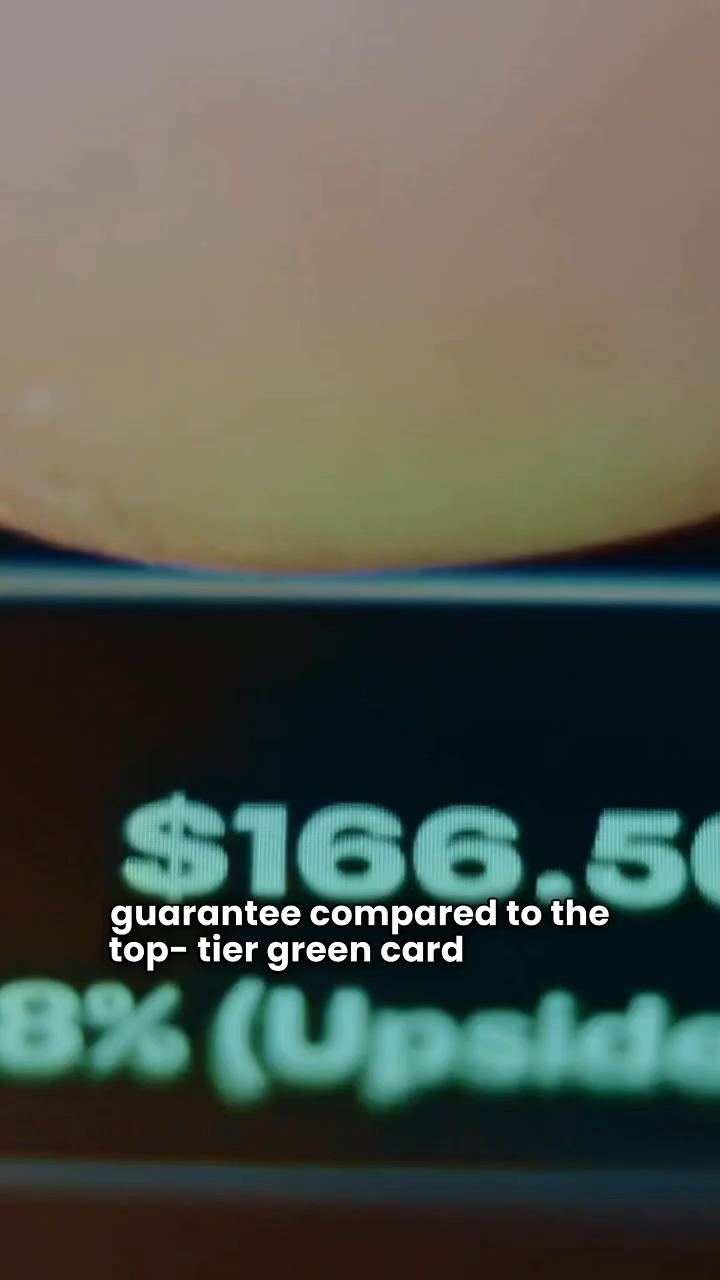 $166.5
guarantee compared to the
top- tier green card
8% (Upside